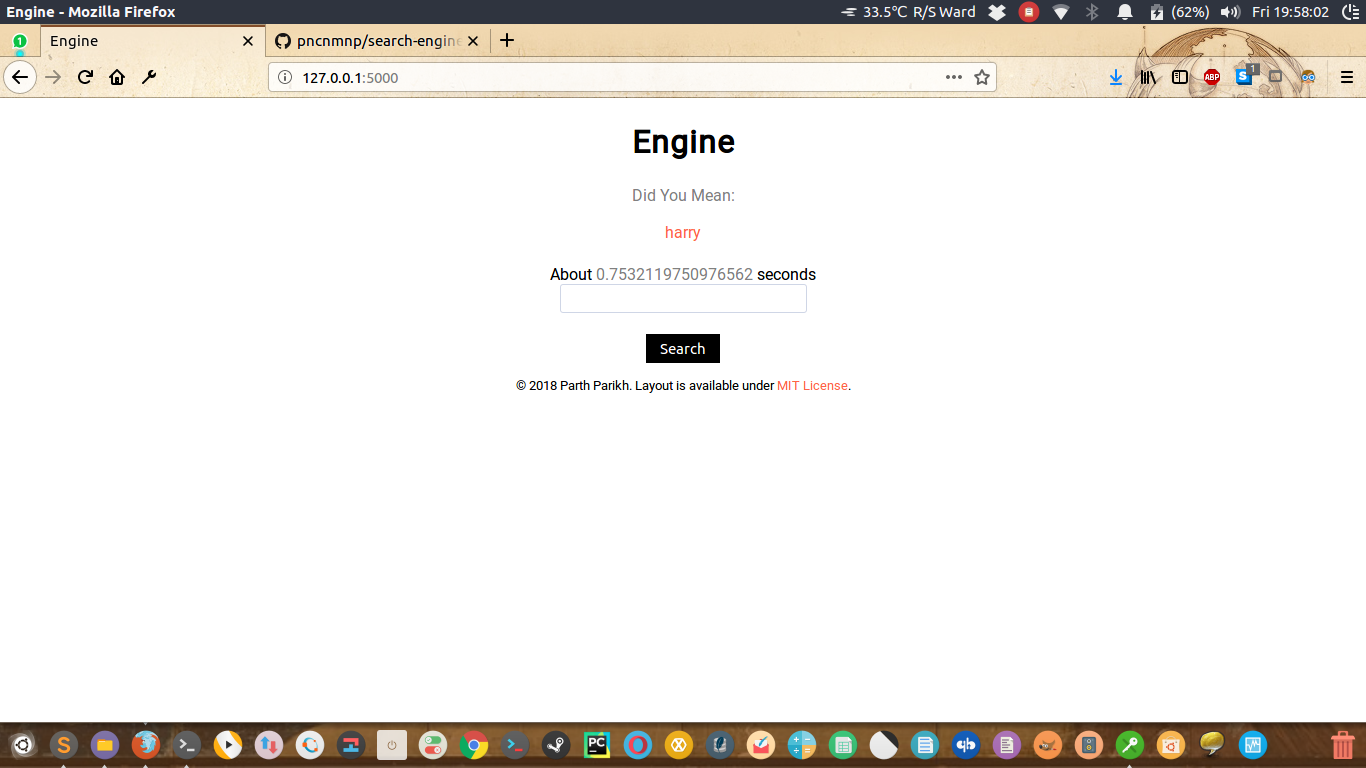 Engine - Mozilla Firefox
33.5°C R/S Ward
(62%)
Fri 19:58:02
1
Engine
pncnmnp/search-engine
127.0.0.1:5000
ABP
S
1
Engine
Did You Mean:
harry
About 0.7532119750976562 seconds
Search
© 2018 Parth Parikh. Layout is available under MIT License.
S
PC
qb